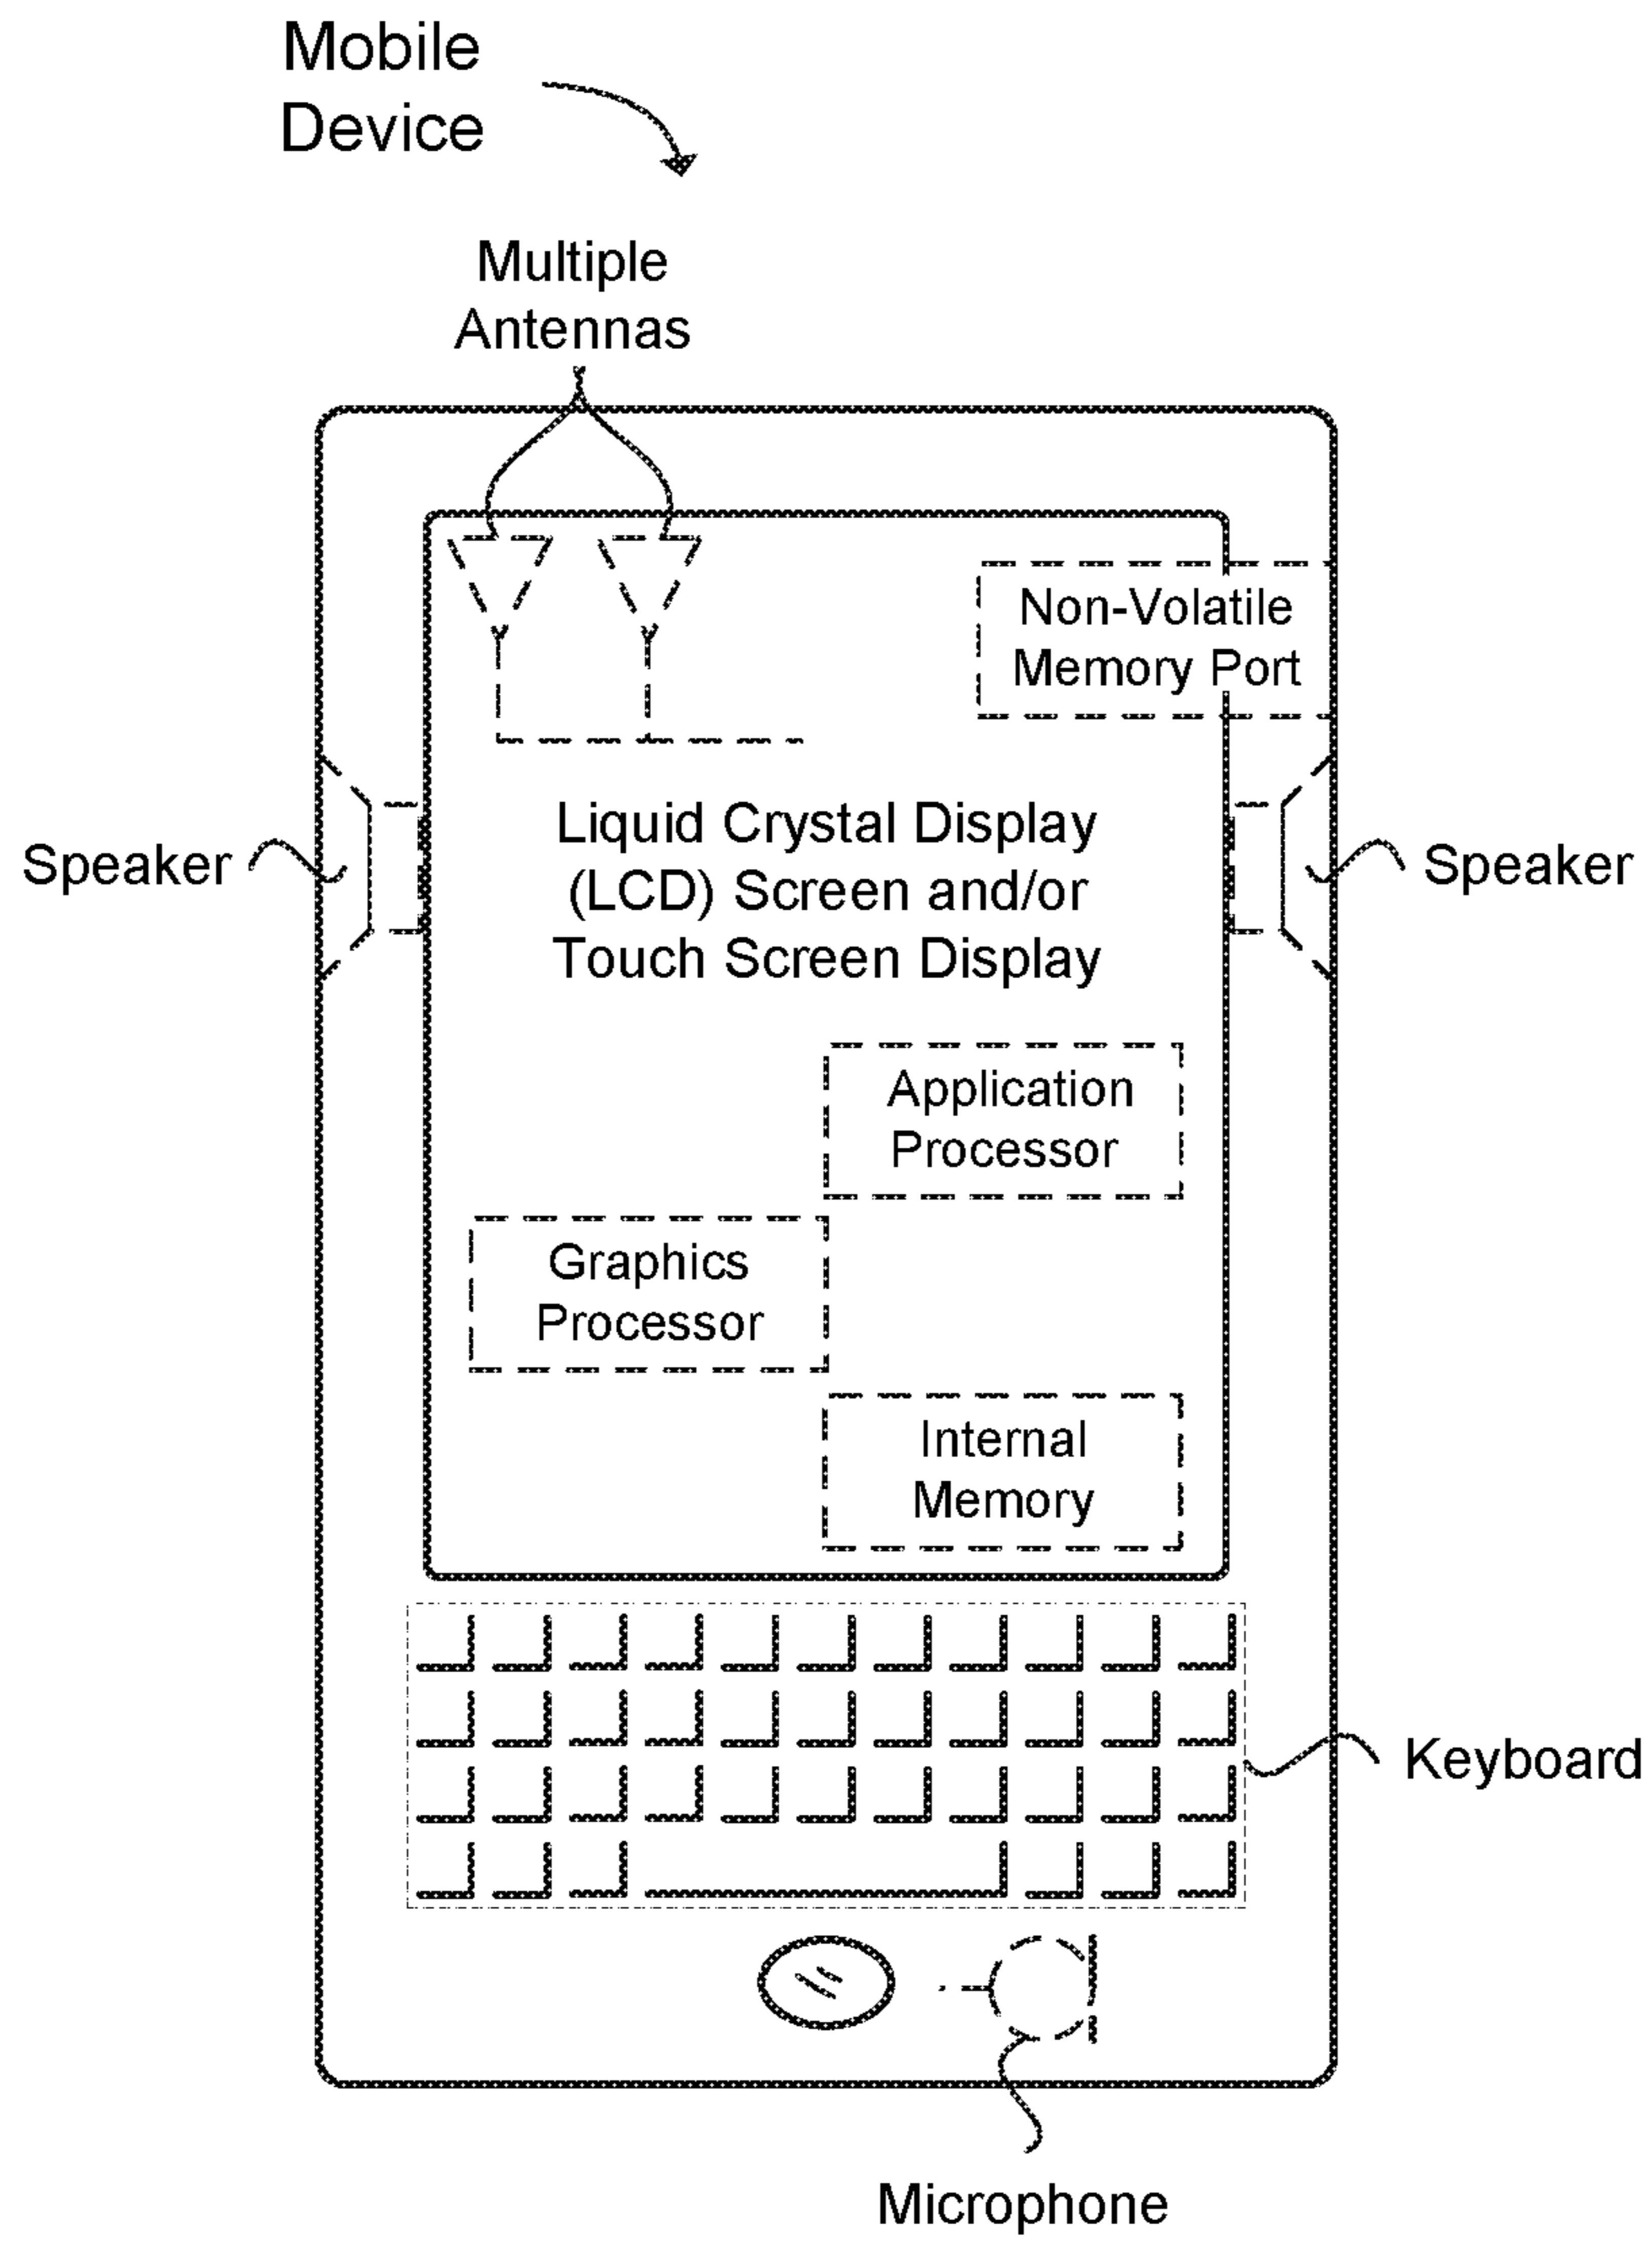 Mobile
Device
Multiple
Antennas
Non-Volatile
Memory Port
Speaker
Liquid Crystal Display
(LCD) Screen and/or
Touch Screen Display
Speaker
Application
Processor
Graphics
Processor
Internal
Memory
Keyboard
Microphone